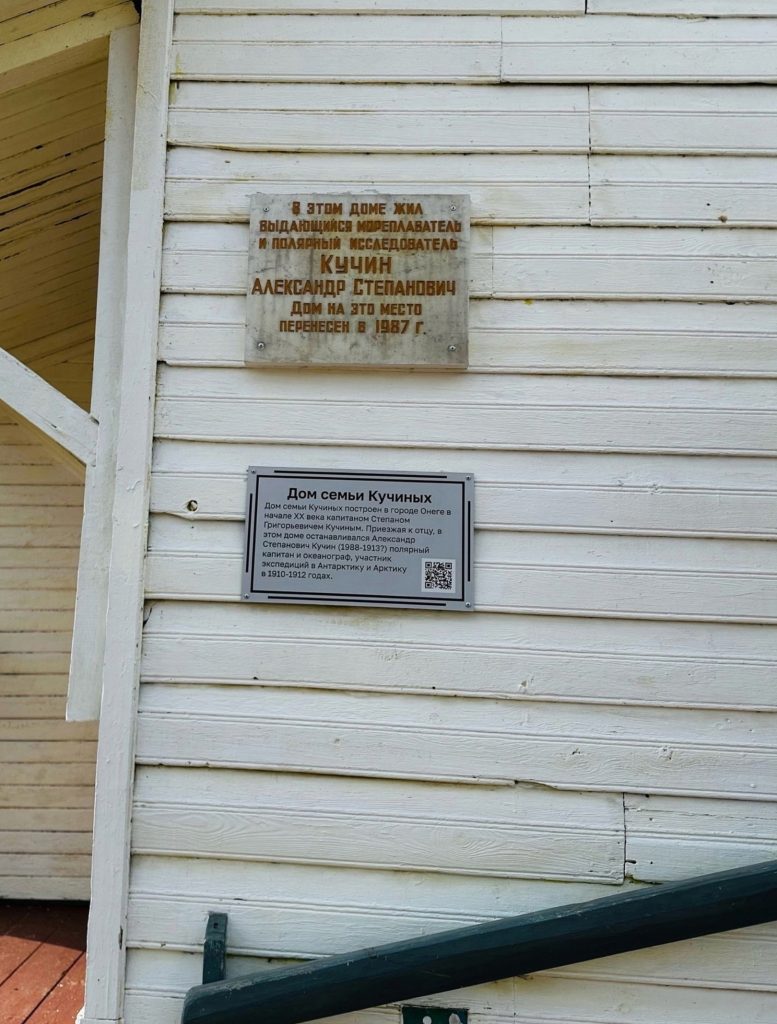 В ЭТОМ ДОМЕ ЖИЛ
ВЫДАЮЩИЙСЯ МОРЕПЛАВАТЕЛЬ
И ПОЛЯРНЫЙ ИССЛЕДОВАТЕЛЬ
КУЧИН
АЛЕКСАНДР СТЕПАНОВИЧ
ДОМ НА ЭТО МЕСТО
ПЕРЕНЕСЕН В 1987 Г.
Дом семьи Кучиных
Дом семьи Кучиных построен в городе Онеге в
начале XX века капитаном Степаном
Григорьевичем Кучиным. Приезжая к отцу, в
этом доме останавливался Александр
Степанович Кучин (1988-1913?) полярный
капитан и океанограф, участник
экспедиций в Антарктику и Арктику
в 1910-1912 годах.